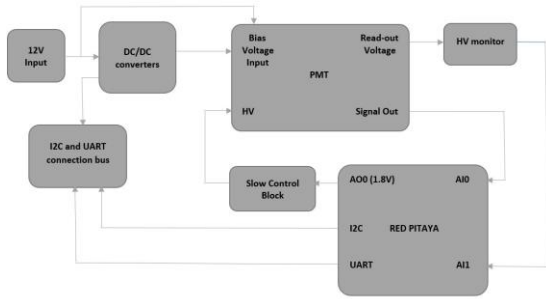 12V
Input
DC/DC
converters
Bias
Voltage
Input
Read-out
Voltage
PMT
HV
Signal Out
HV monitor
I2C and UART
connection bus
Slow Control
Block
AO0 (1.8V)
AI0
I2C
RED PITAYA
UART
AI1